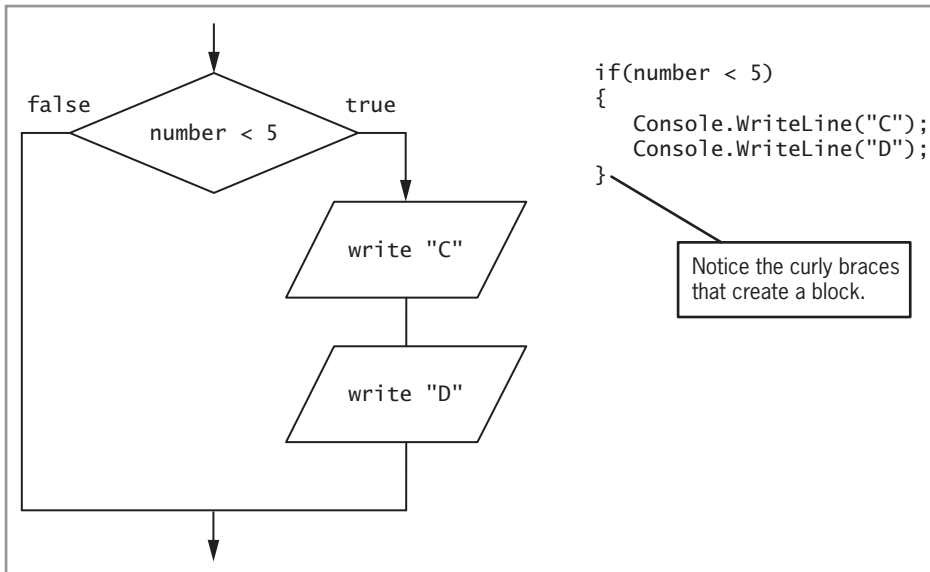 false
true
number < 5
write "C"
write "D"
if(number < 5)
{
   Console.WriteLine("C");
   Console.WriteLine("D");
}
Notice the curly braces
that create a block.